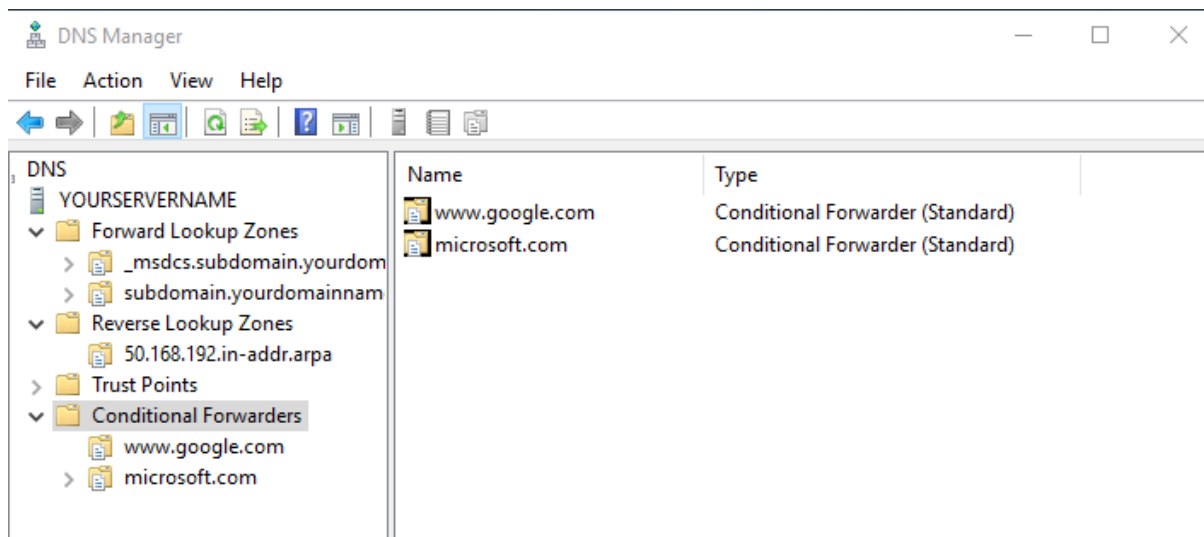 DNS Manager
File Action View Help
DNS
YOURSERVERNAME
Forward Lookup Zones
_msdcs.subdomain.yourdom
subdomain.yourdomainnam
Reverse Lookup Zones
50.168.192.in-addr.arpa
Trust Points
Conditional Forwarders
www.google.com
microsoft.com
Name Type
www.google.com Conditional Forwarder (Standard)
microsoft.com Conditional Forwarder (Standard)